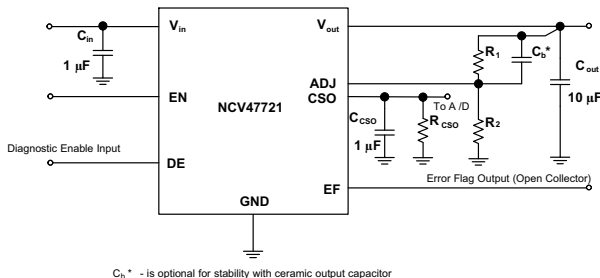 Vin
Vout
Cin
1 µF
R1
Cb*
Cout
10 µF
EN
NCV47721
ADJ
CSO
To A /D
CCSO
1 µF
RCSO
R2
Diagnostic Enable Input
DE
EF
Error Flag Output (Open Collector)
GND
Cb* - is optional for stability with ceramic output capacitor